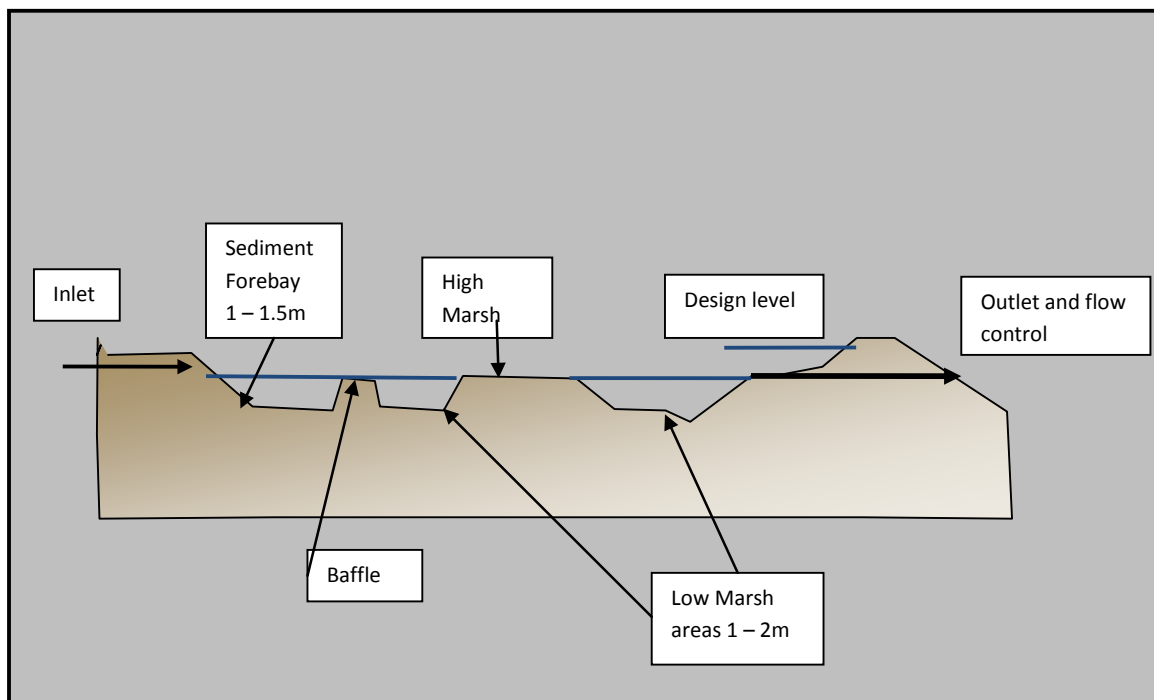 Inlet
Sediment
Forebay
1 – 1.5m
High
Marsh
Design level
Outlet and flow
control
Baffle
Low Marsh
areas 1 – 2m